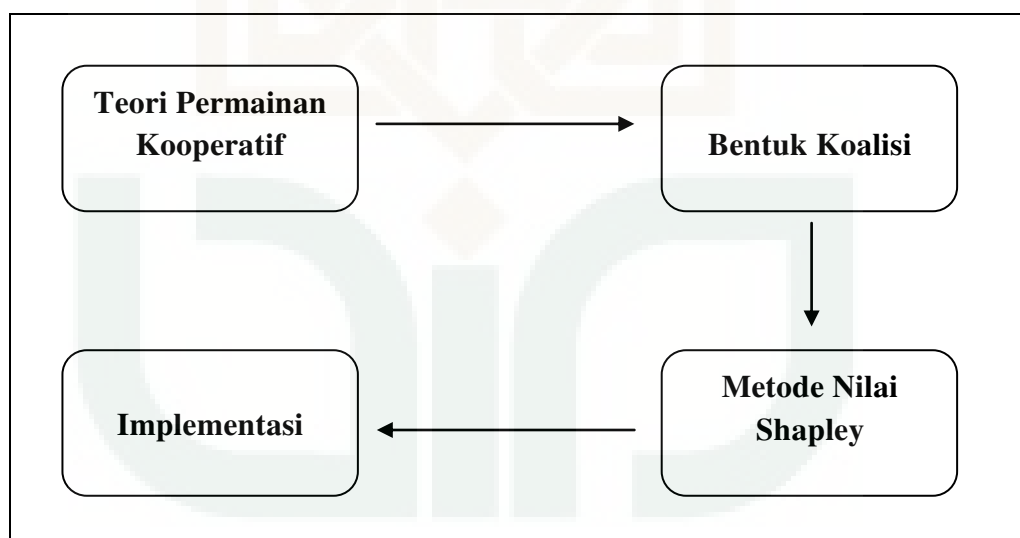 Teori Permainan
Kooperatif
Bentuk Koalisi
Metode Nilai
Shapley
Implementasi